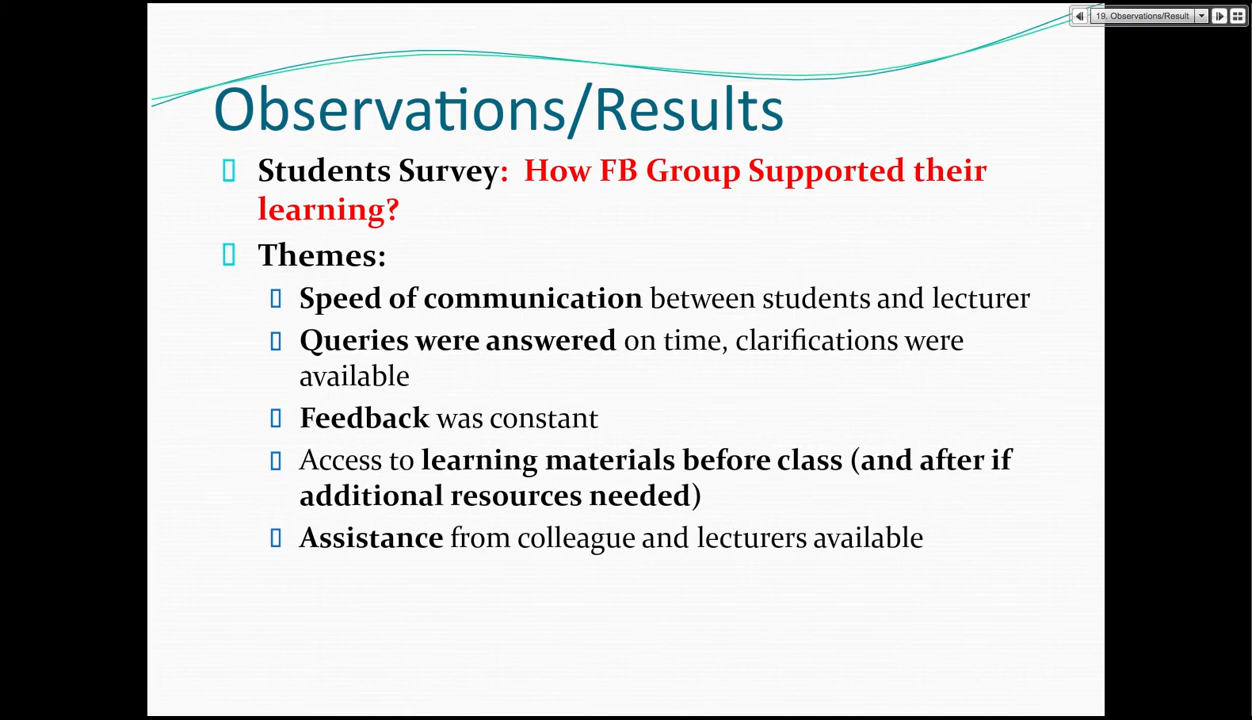 19. Observations/Result
Observations/Results
Students Survey: How FB Group Supported their
learning?
Themes:
Speed of communication between students and lecturer
Queries were answered on time, clarifications were
available
Feedback was constant
Access to learning materials before class (and after if
additional resources needed)
Assistance from colleague and lecturers available